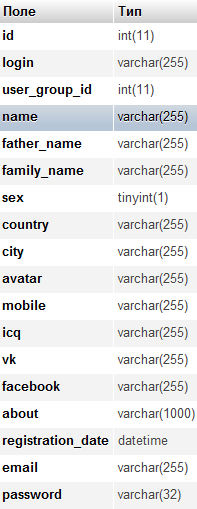 Поле Тип
id int(11)
login varchar(255)
user_group_id int(11)
name varchar(255)
father_name varchar(255)
family_name varchar(255)
sex tinyint(1)
country varchar(255)
city varchar(255)
avatar varchar(255)
mobile varchar(255)
icq varchar(255)
vk varchar(255)
facebook varchar(255)
about varchar(1000)
registration_date datetime
email varchar(255)
password varchar(32)